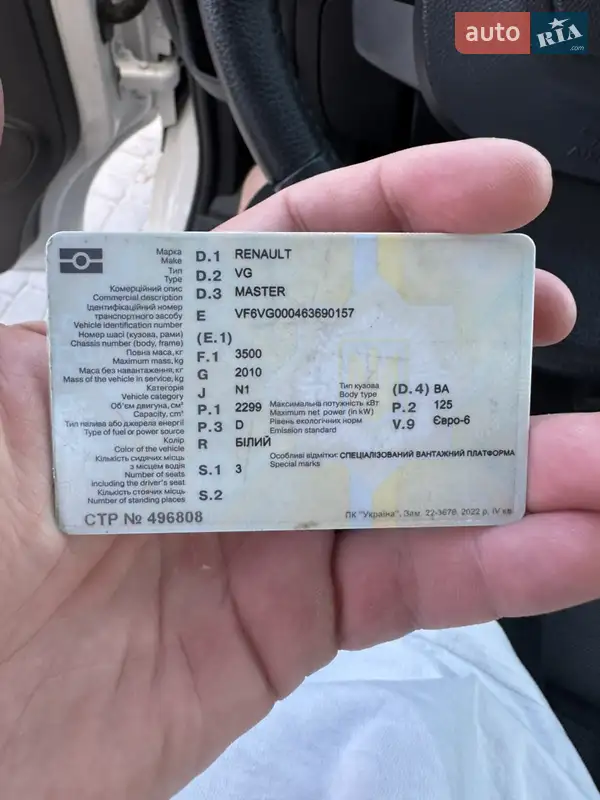 auto RIA .com
Марка D.1 RENAULT
Make
Тип D.2 VG
Type
Комерційний опис D.3 MASTER
Commercial description
Ідентифікаційний номер
транспортного засобу E VF6VG000463690157
Vehicle identification number
Номер шасі (кузова, рами) (E.1)
Chassis number (body, frame)
Повна маса, кг F.1 3500
Maximum mass, kg
Маса без навантаження, кг G 2010
Mass of the vehicle in service, kg
Категорія J N1 Тип кузова (D.4) ВА
Vehicle category Body type
Об'єм двигуна, см³ P.1 2299 Максимальна потужність кВт P.2 125
Capacity, cm³ Maximum net power (in kW)
Тип палива або джерела енергії P.3 D Рівень екологічних норм V.9 Євро-6
Type of fuel or power source Emission standard
Колір R БІЛИЙ
Color of the vehicle
Кількість сидячих місць Особливі відмітки: СПЕЦІАЛІЗОВАНИЙ ВАНТАЖНИЙ ПЛАТФОРМА
з місцем водія S.1 3 Special marks
Number of seats
including the driver's seat
Кількість стоячих місць S.2
Number of standing places
СТР № 496808 ПК "Україна". Зам. 22-3678. 2022 р. IV кв.